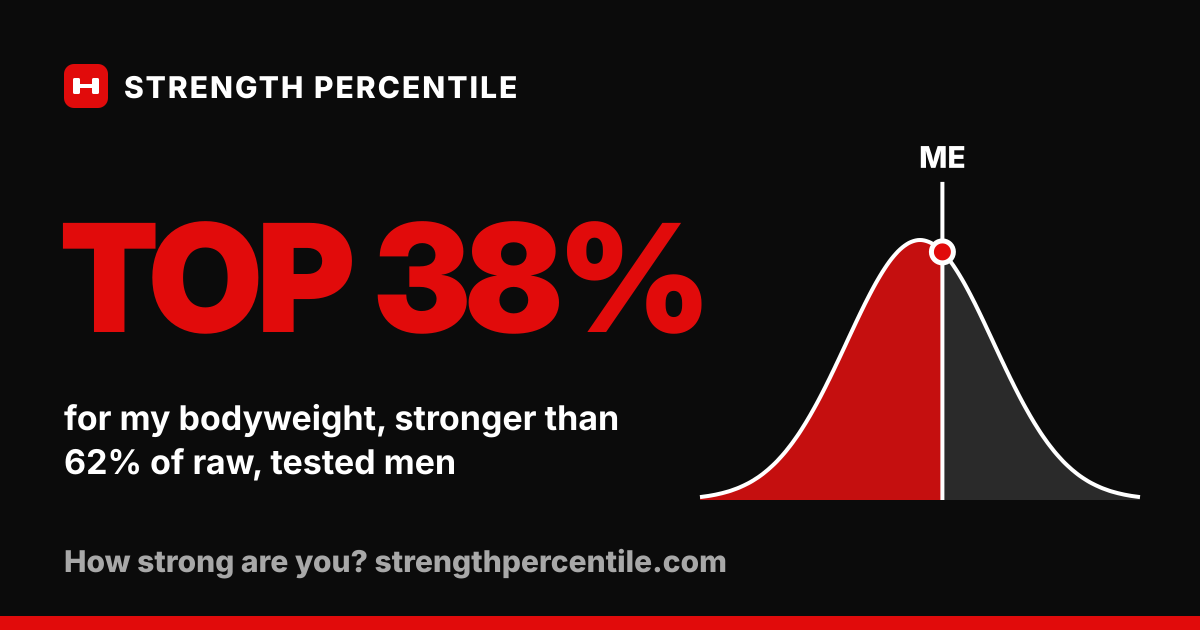 STRENGTH PERCENTILE
ME
TOP 38%
for my bodyweight, stronger than
62% of raw, tested men
How strong are you? strengthpercentile.com